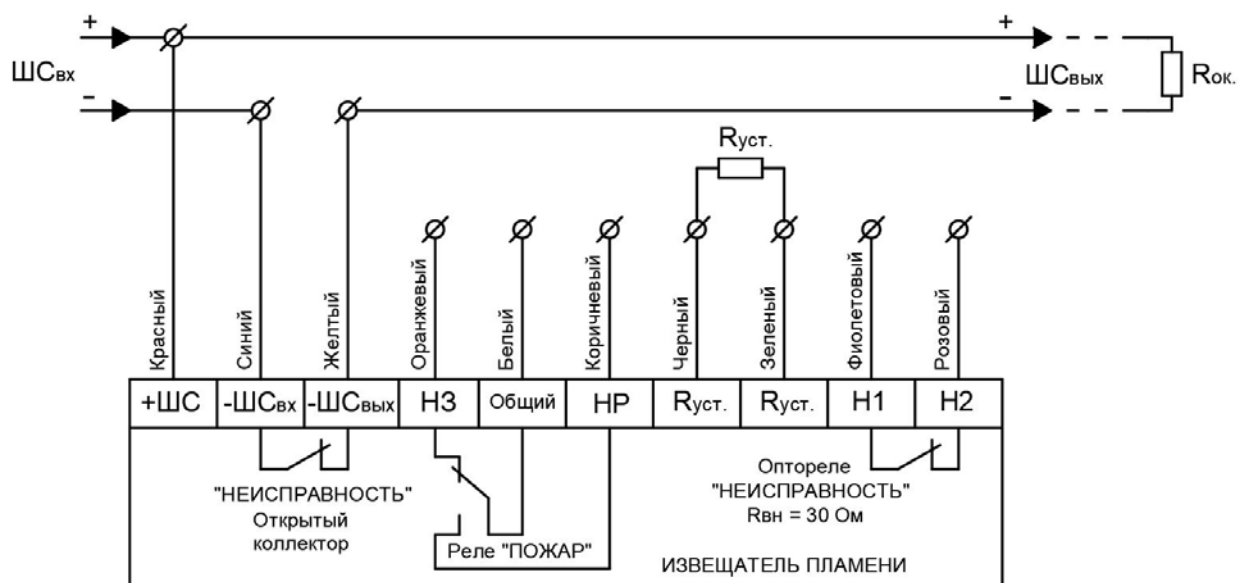 +
+
ШСвх
ШСвых
Rок.
–
–
Rуст.
Красный
Синий
Желтый
Оранжевый
Белый
Коричневый
Черный
Зеленый
Фиолетовый
Розовый
+ШС
-ШСвх
-ШСвых
НЗ
Общий
НР
Rуст.
Rуст.
Н1
Н2
"НЕИСПРАВНОСТЬ"
Открытый
коллектор
Реле "ПОЖАР"
Оптореле
"НЕИСПРАВНОСТЬ"
Rвн = 30 Ом
ИЗВЕЩАТЕЛЬ ПЛАМЕНИ